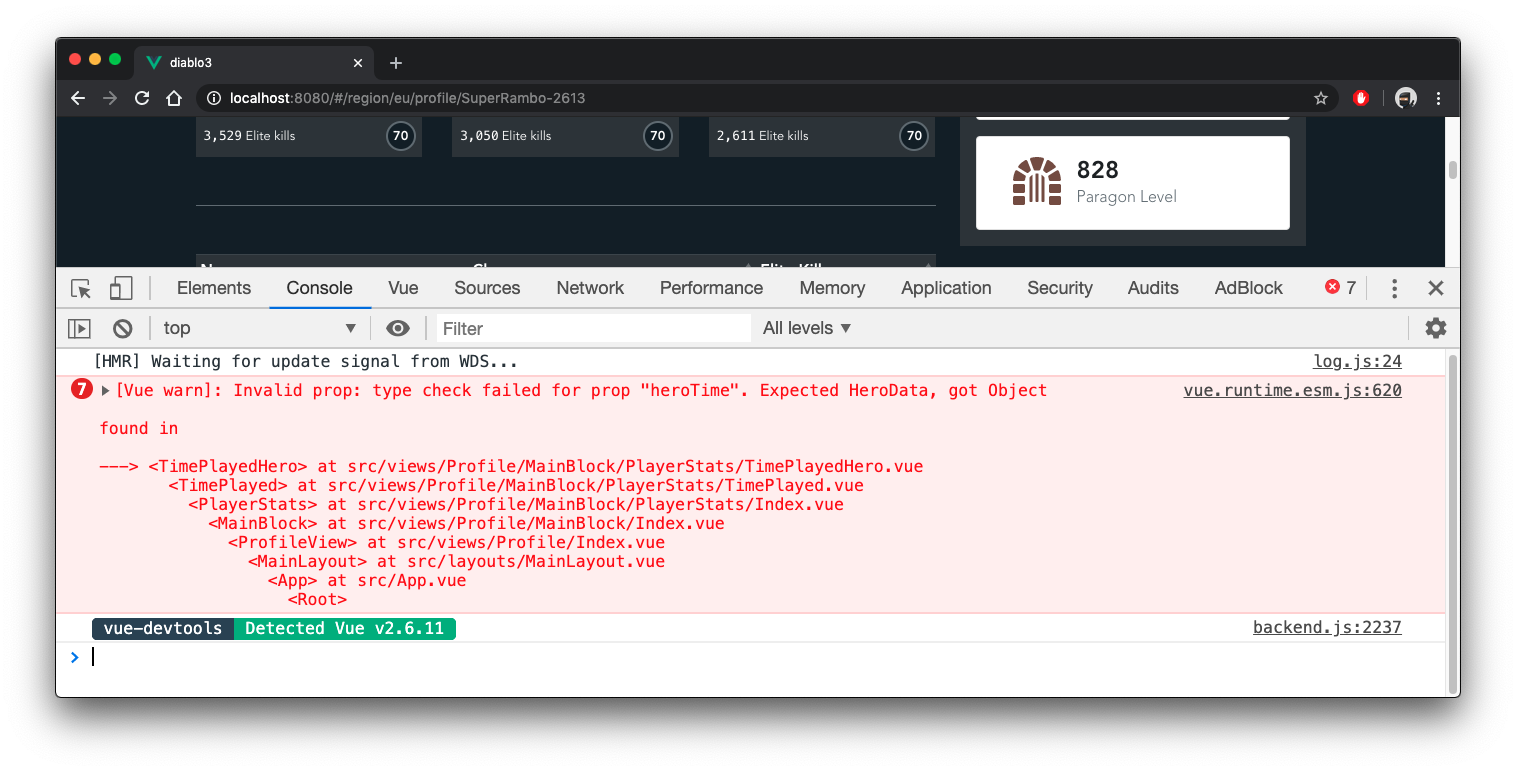 diablo3
localhost:8080/#/region/eu/profile/SuperRambo-2613
3,529 Elite kills 70 3,050 Elite kills 70 2,611 Elite kills 70
828
Paragon Level
Elements Console Vue Sources Network Performance Memory Application Security Audits AdBlock 7
top Filter All levels
[HMR] Waiting for update signal from WDS... log.js:24
7 [Vue warn]: Invalid prop: type check failed for prop "heroTime". Expected HeroData, got Object vue.runtime.esm.js:620
found in
---> <TimePlayedHero> at src/views/Profile/MainBlock/PlayerStats/TimePlayedHero.vue
<TimePlayed> at src/views/Profile/MainBlock/PlayerStats/TimePlayed.vue
<PlayerStats> at src/views/Profile/MainBlock/PlayerStats/Index.vue
<MainBlock> at src/views/Profile/MainBlock/Index.vue
<ProfileView> at src/views/Profile/Index.vue
<MainLayout> at src/layouts/MainLayout.vue
<App> at src/App.vue
<Root>
vue-devtools Detected Vue v2.6.11 backend.js:2237